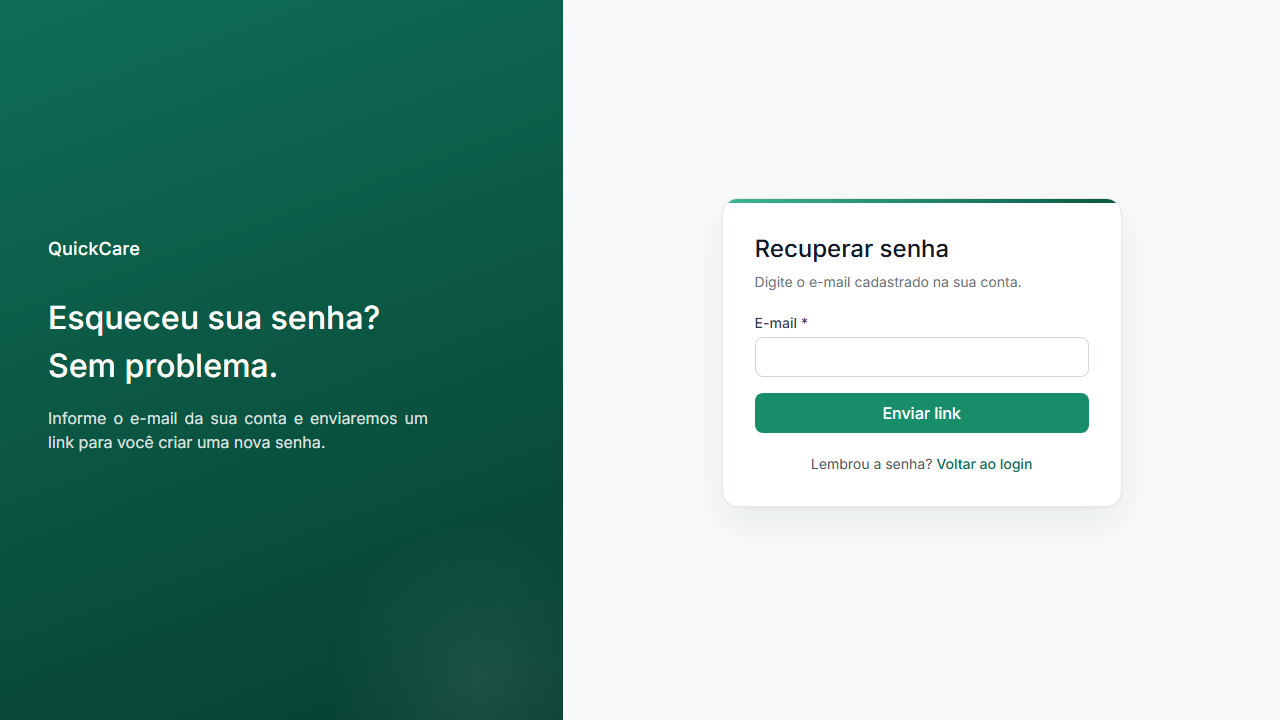 QuickCare
Esqueceu sua senha?
Sem problema.
Informe o e-mail da sua conta e enviaremos um
link para você criar uma nova senha.
Recuperar senha
Digite o e-mail cadastrado na sua conta.
E-mail *
Enviar link
Lembrou a senha? Voltar ao login